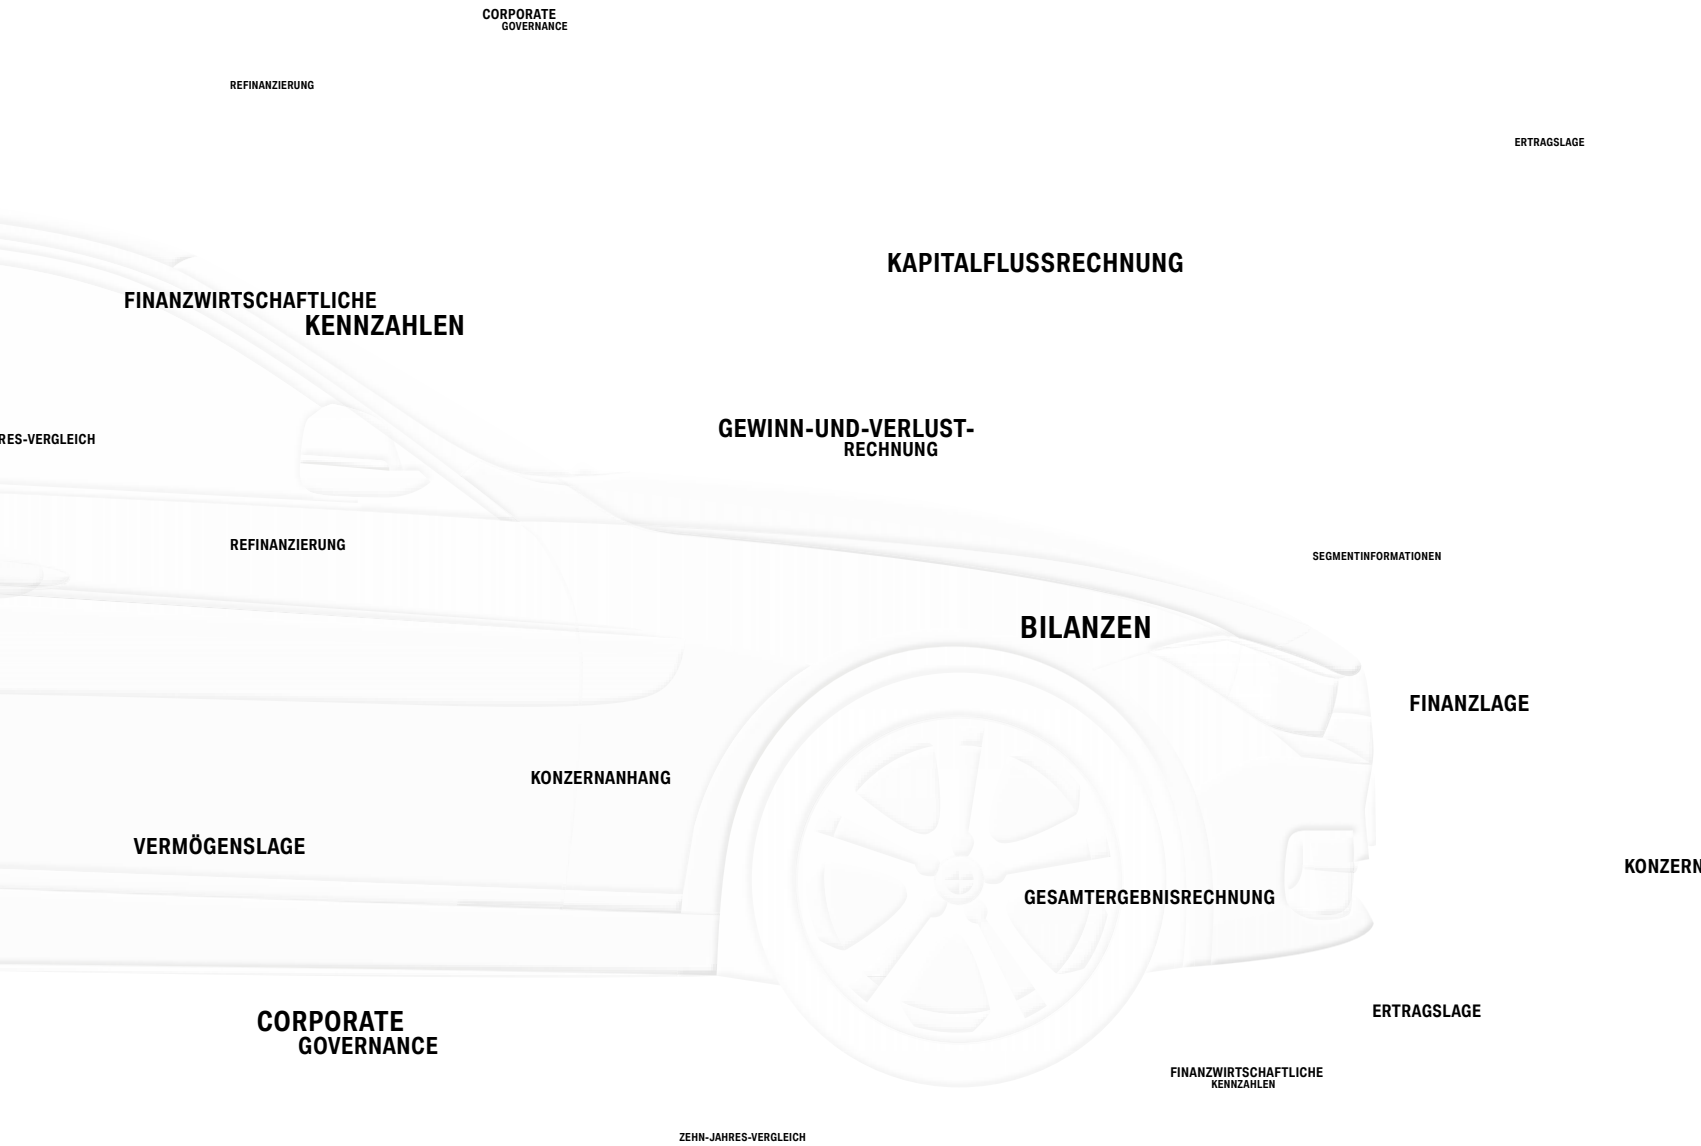 CORPORATE
GOVERNANCE
REFINANZIERUNG
ERTRAGSLAGE
KAPITALFLUSSRECHNUNG
FINANZWIRTSCHAFTLICHE
KENNZAHLEN
GEWINN-UND-VERLUST-
RECHNUNG
RES-VERGLEICH
REFINANZIERUNG
SEGMENTINFORMATIONEN
BILANZEN
FINANZLAGE
KONZERNANHANG
VERMÖGENSLAGE
KONZERN
GESAMTERGEBNISRECHNUNG
ERTRAGSLAGE
CORPORATE
GOVERNANCE
FINANZWIRTSCHAFTLICHE
KENNZAHLEN
ZEHN-JAHRES-VERGLEICH